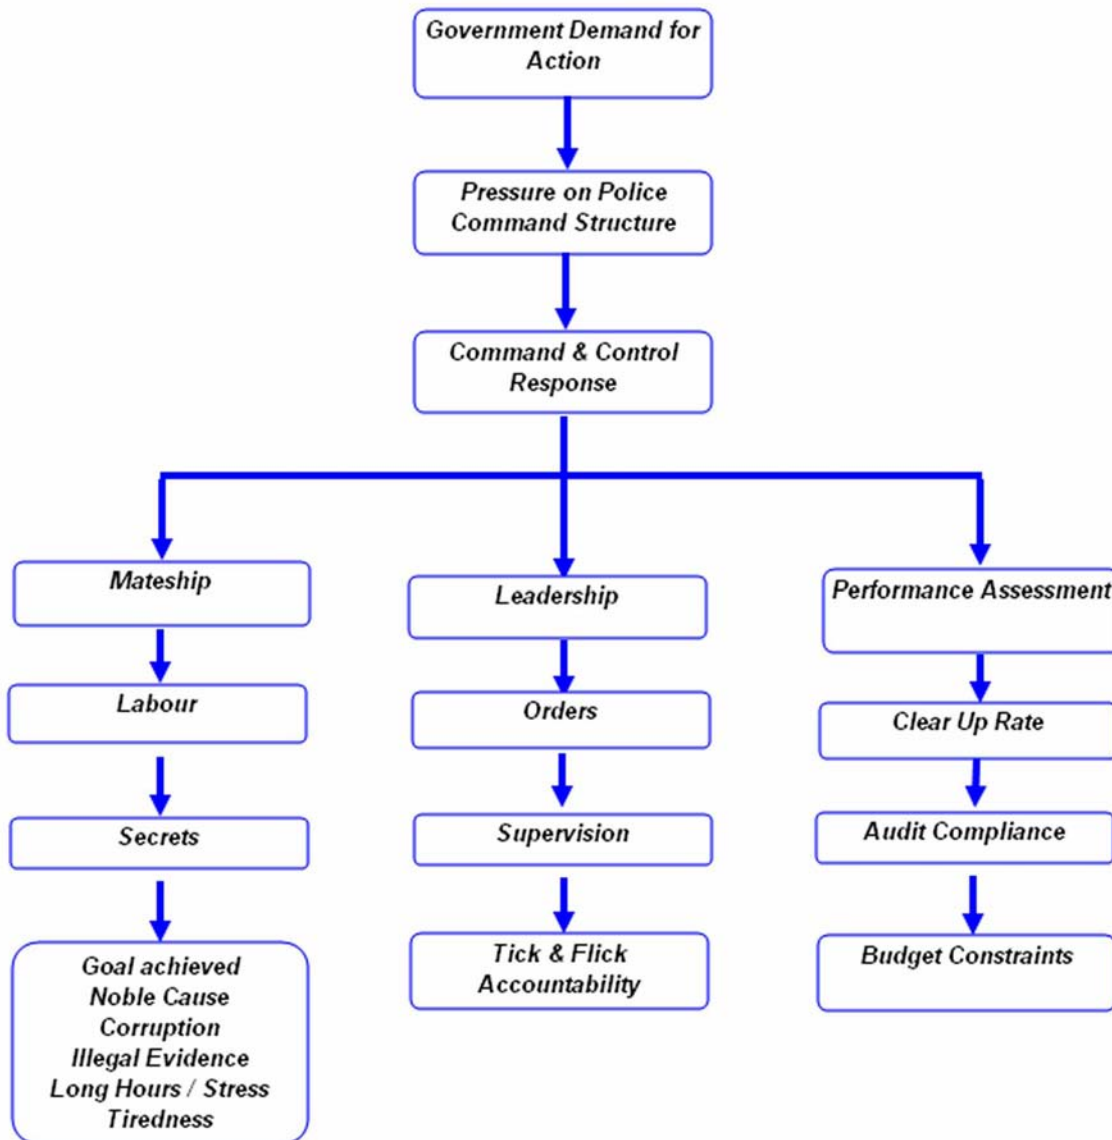 Government Demand for
Action
Pressure on Police
Command Structure
Command & Control
Response
Mateship
Labour
Secrets
Goal achieved
Noble Cause
Corruption
Illegal Evidence
Long Hours / Stress
Tiredness
Leadership
Orders
Supervision
Tick & Flick
Accountability
Performance Assessment
Clear Up Rate
Audit Compliance
Budget Constraints